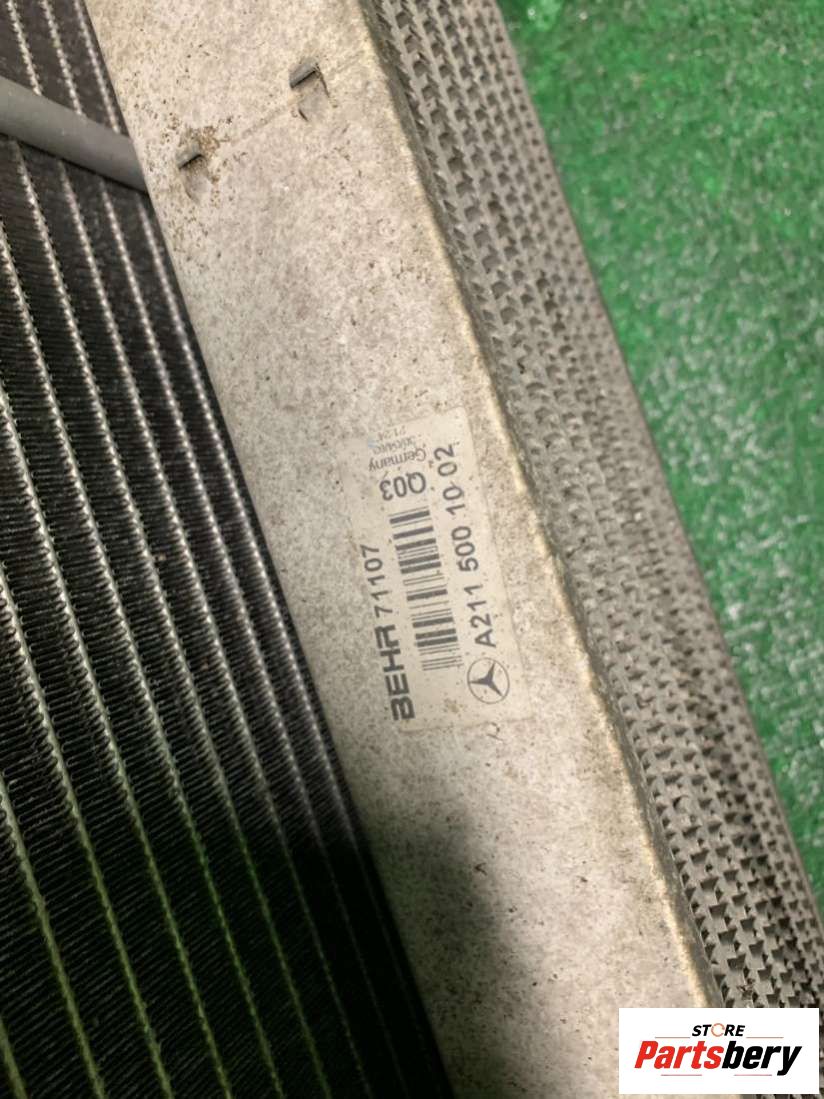 BEHR 71107
Q03
Germany
A211 500 10 02
STORE
Partsbery